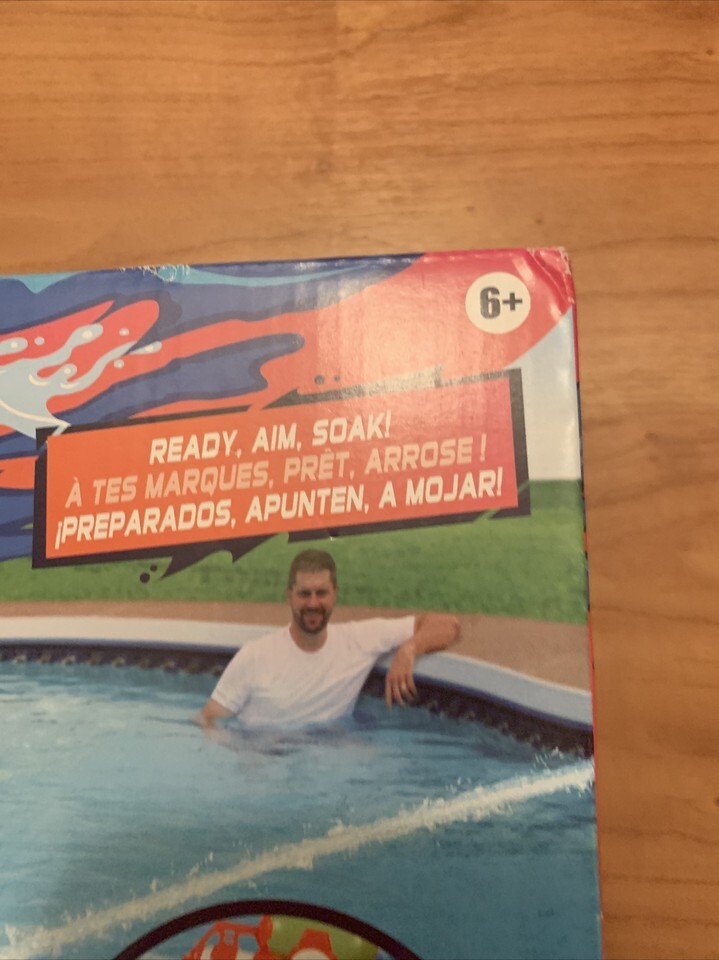 6+
READY, AIM, SOAK!
À TES MARQUES, PRÊT, ARROSE !
¡PREPARADOS, APUNTEN, A MOJAR!